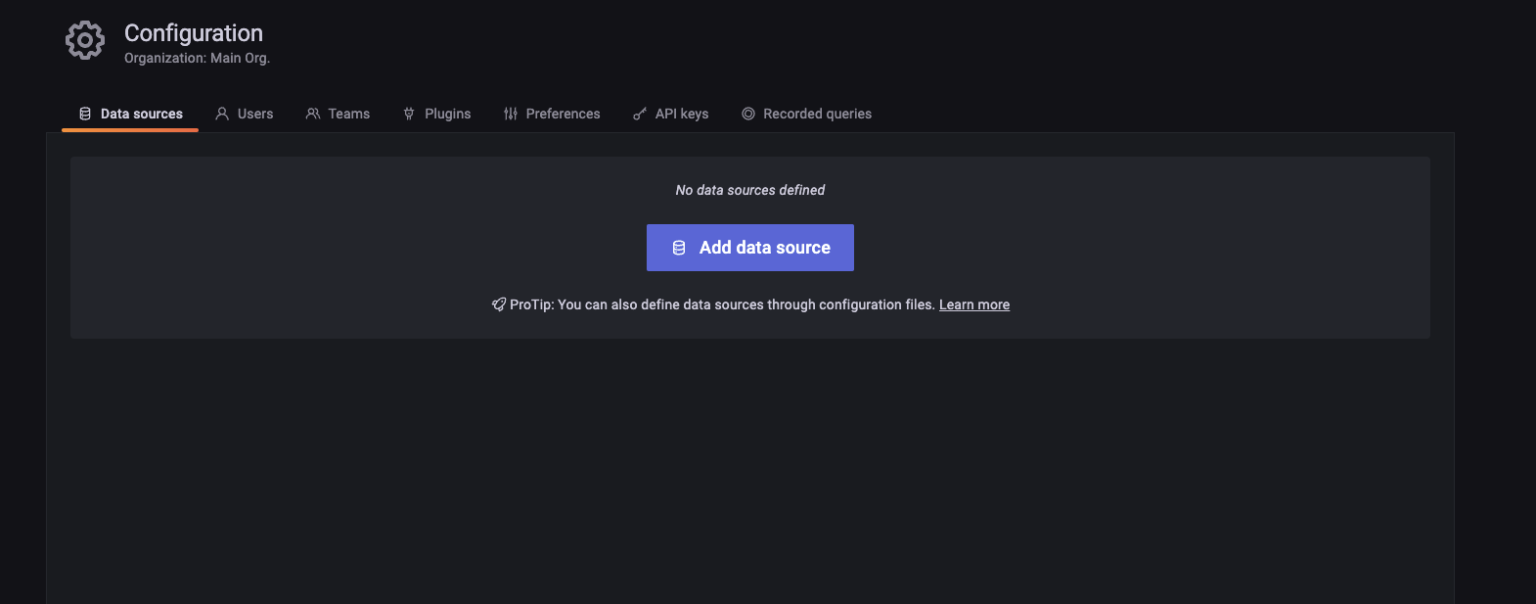 Configuration
Organization: Main Org.
Data sources Users Teams Plugins Preferences API keys Recorded queries
No data sources defined
Add data source
ProTip: You can also define data sources through configuration files. Learn more